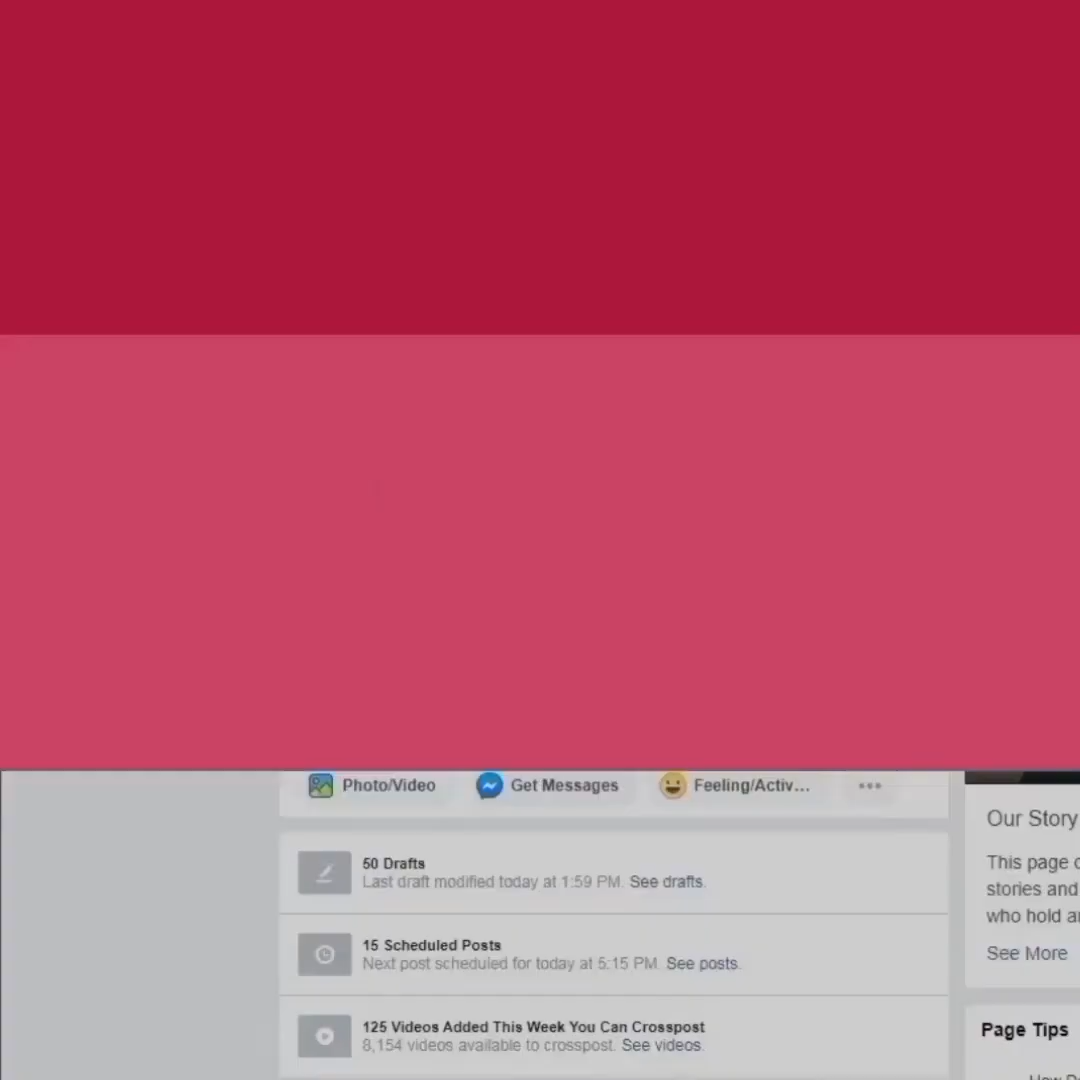 Photo/Video
Get Messages
Feeling/Activ...
50 Drafts
Last draft modified today at 1:59 PM. See drafts.
15 Scheduled Posts
Next post scheduled for today at 5:15 PM. See posts.
125 Videos Added This Week You Can Crosspost
8,154 videos available to crosspost. See videos.
Our Story
This page
stories and
who hold
See More
Page Tips